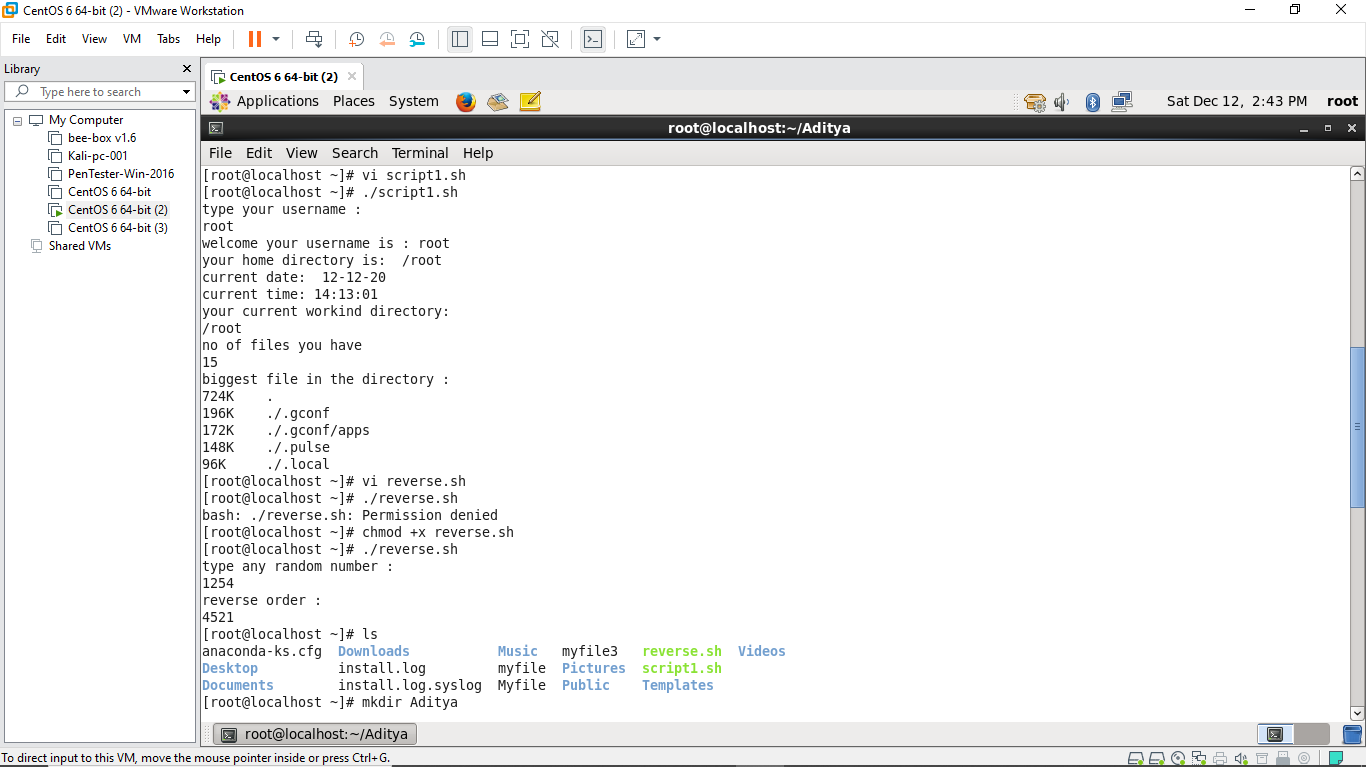 CentOS 6 64-bit (2) - VMware Workstation
File Edit View VM Tabs Help
Library
Type here to search
My Computer
bee-box v1.6
Kali-pc-001
PenTester-Win-2016
CentOS 6 64-bit
CentOS 6 64-bit (2)
CentOS 6 64-bit (3)
Shared VMs
CentOS 6 64-bit (2)
Applications Places System Sat Dec 12, 2:43 PM root
root@localhost:~/Aditya
File Edit View Search Terminal Help
[root@localhost ~]# vi script1.sh
[root@localhost ~]# ./script1.sh
type your username :
root
welcome your username is : root
your home directory is:  /root
current date:  12-12-20
current time: 14:13:01
your current workind directory:
/root
no of files you have
15
biggest file in the directory :
724K    .
196K    ./.gconf
172K    ./.gconf/apps
148K    ./.pulse
96K     ./.local
[root@localhost ~]# vi reverse.sh
[root@localhost ~]# ./reverse.sh
bash: ./reverse.sh: Permission denied
[root@localhost ~]# chmod +x reverse.sh
[root@localhost ~]# ./reverse.sh
type any random number :
1254
reverse order :
4521
[root@localhost ~]# ls
anaconda-ks.cfg  Downloads           Music   myfile3   reverse.sh  Videos
Desktop          install.log         myfile  Pictures  script1.sh
Documents        install.log.syslog  Myfile  Public    Templates
[root@localhost ~]# mkdir Aditya
root@localhost:~/Aditya
To direct input to this VM, move the mouse pointer inside or press Ctrl+G.